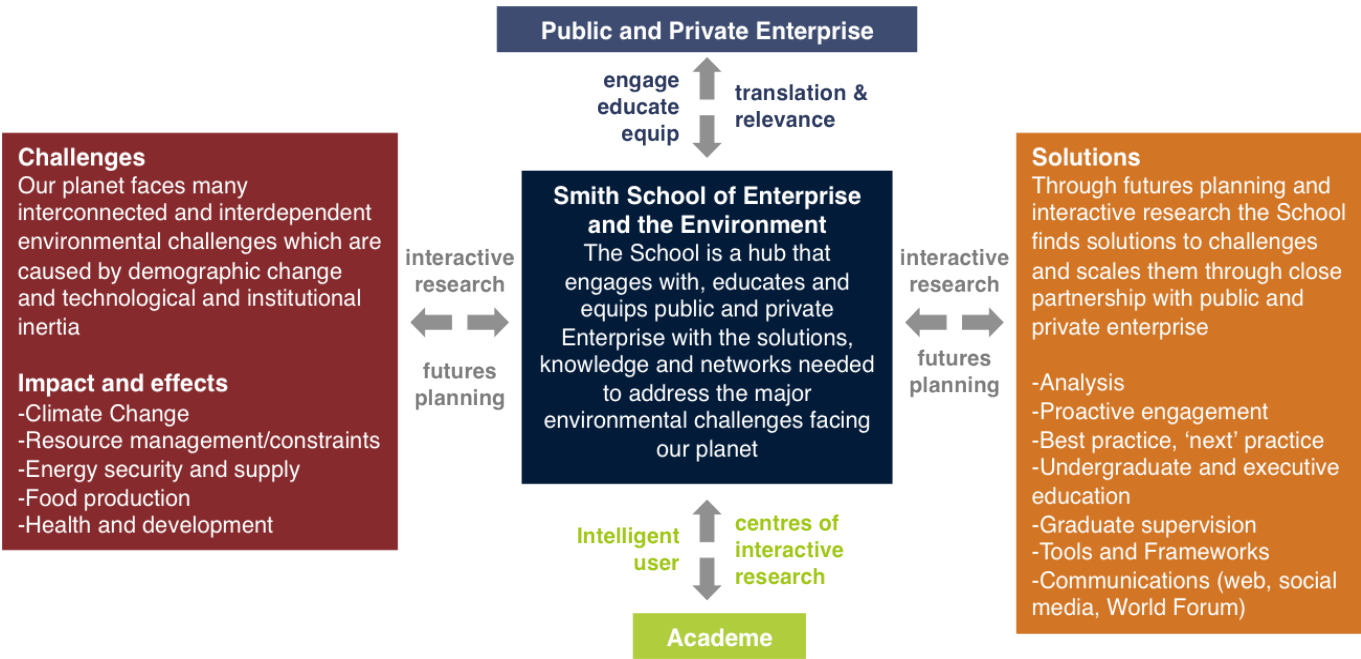 Public and Private Enterprise
engage
educate
equip
translation &
relevance
Challenges
Our planet faces many
interconnected and interdependent
environmental challenges which are
caused by demographic change
and technological and institutional
inertia
Impact and effects
-Climate Change
-Resource management/constraints
-Energy security and supply
-Food production
-Health and development
interactive
research
futures
planning
Smith School of Enterprise
and the Environment
The School is a hub that
engages with, educates and
equips public and private
Enterprise with the solutions,
knowledge and networks needed
to address the major
environmental challenges facing
our planet
interactive
research
futures
planning
Solutions
Through futures planning and
interactive research the School
finds solutions to challenges
and scales them through close
partnership with public and
private enterprise
-Analysis
-Proactive engagement
-Best practice, ‘next’ practice
-Undergraduate and executive
education
-Graduate supervision
-Tools and Frameworks
-Communications (web, social
media, World Forum)
Intelligent
user
centres of
interactive
research
Academe